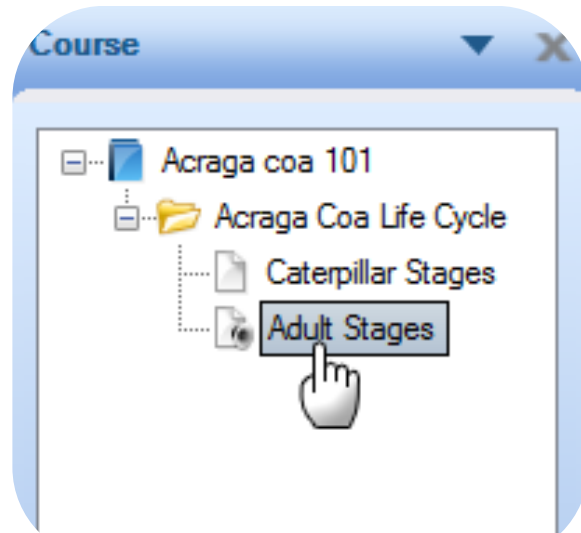 Course
Acraga coa 101
Acraga Coa Life Cycle
Caterpillar Stages
Adult Stages